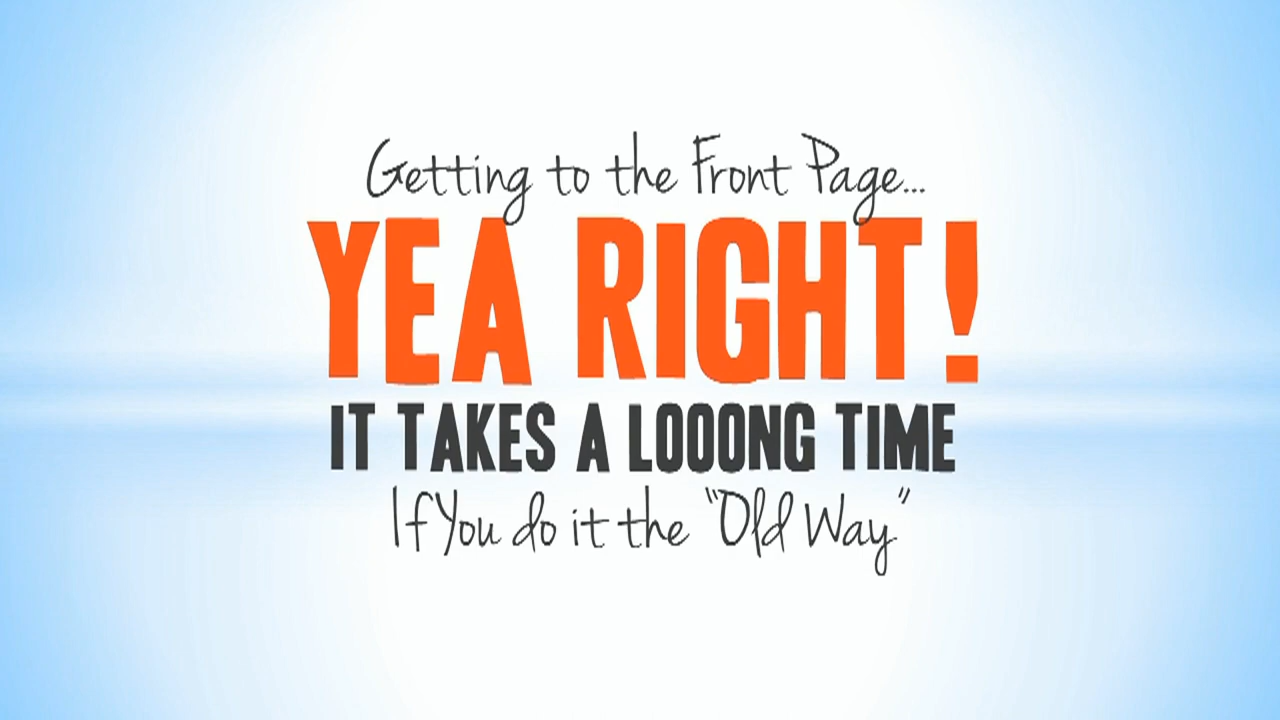 Getting to the Front Page...
YEA RIGHT!
IT TAKES A LOOONG TIME
If You do it the "Old Way"